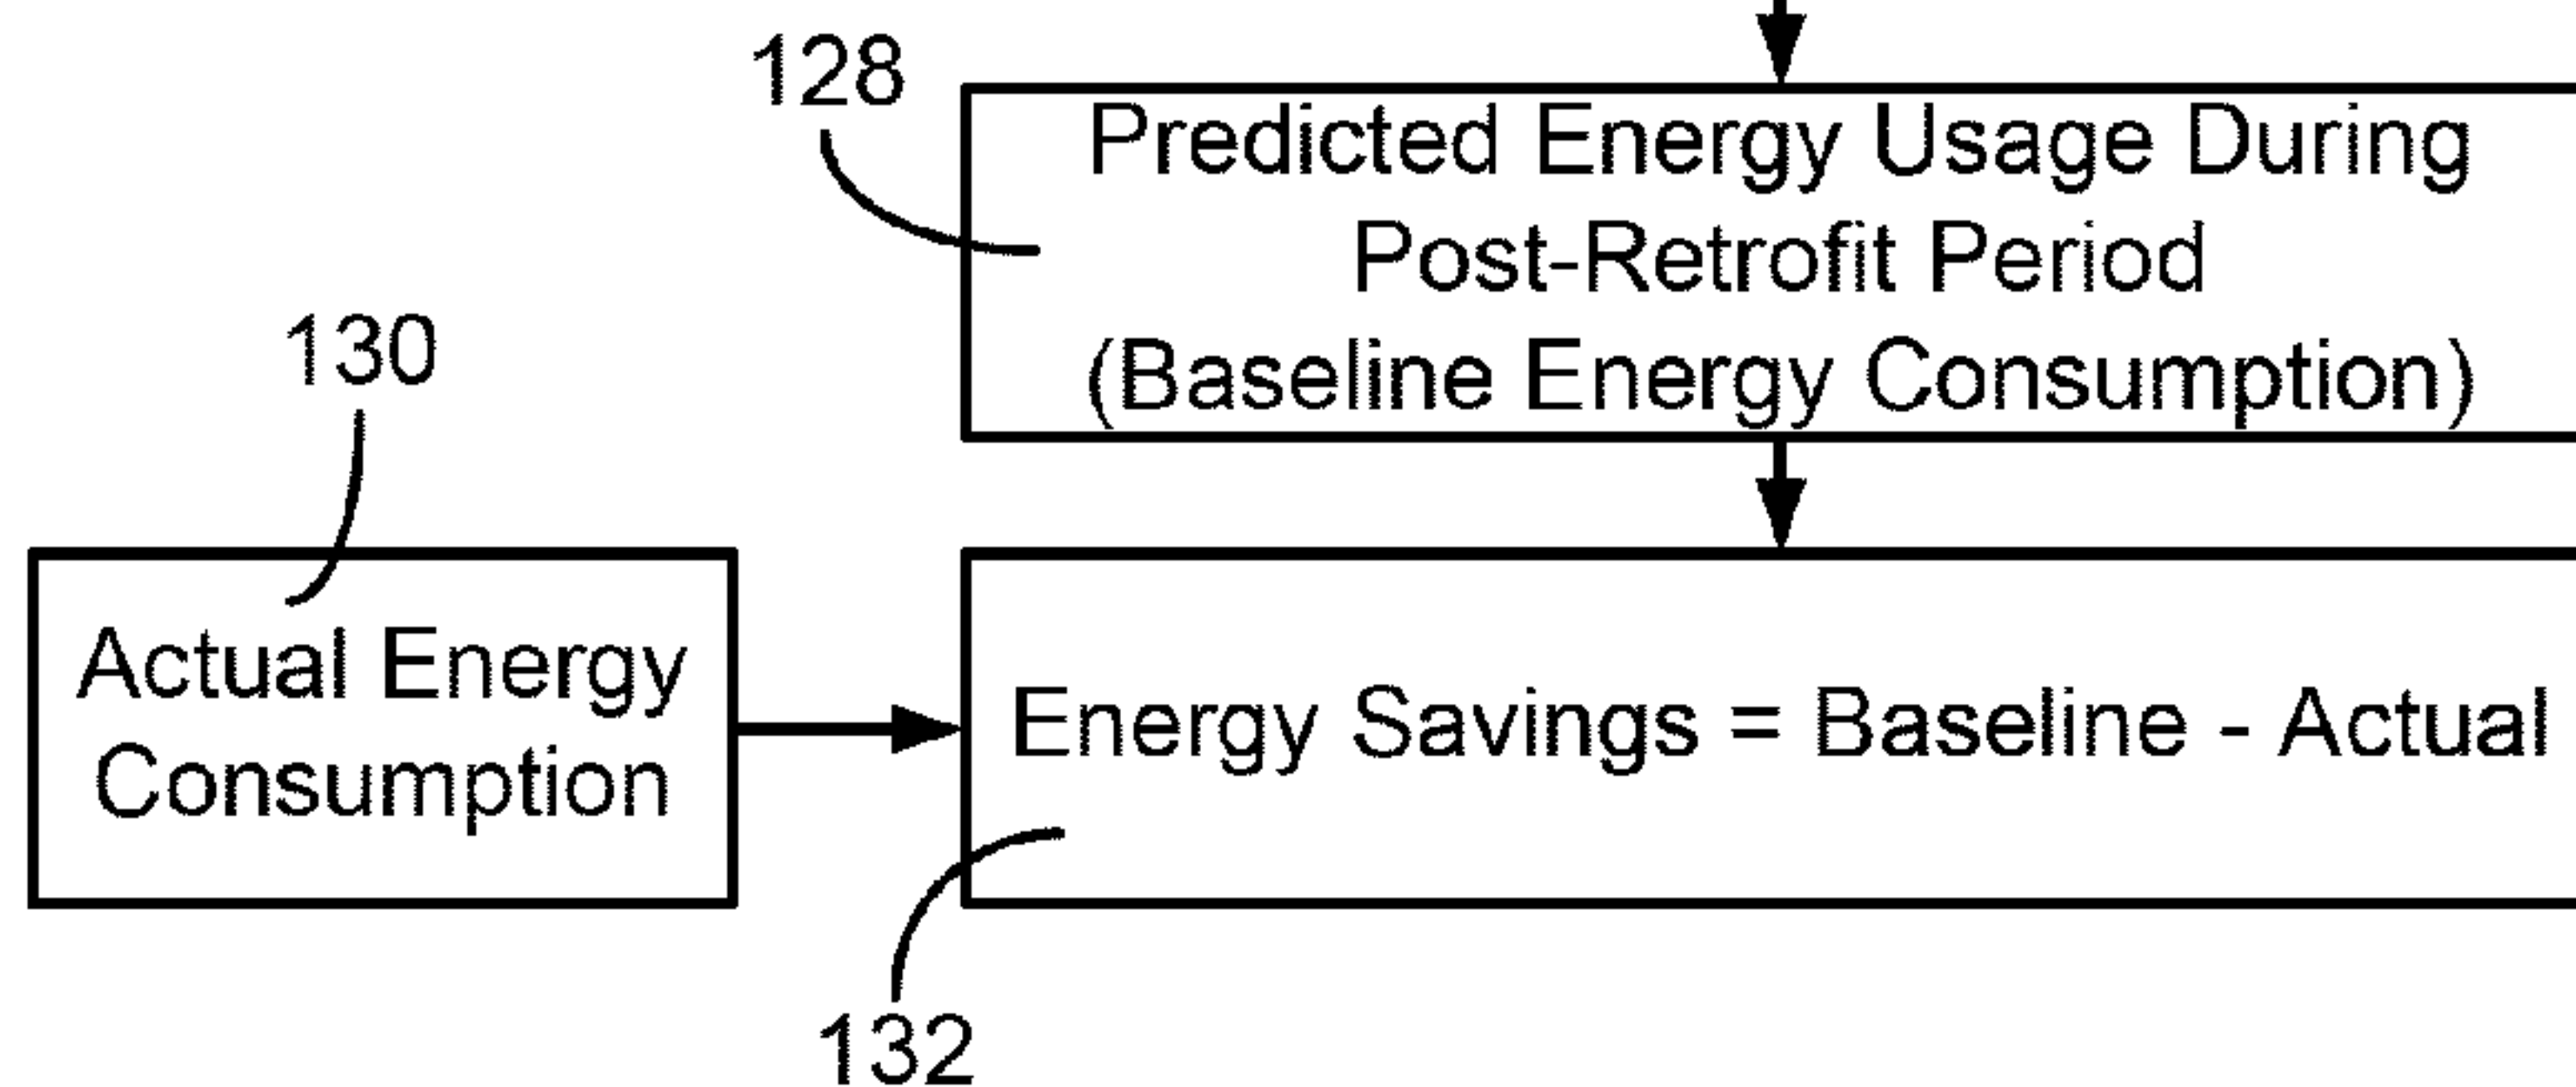 128
Predicted Energy Usage During
Post-Retrofit Period
(Baseline Energy Consumption)
130
Actual Energy
Consumption
Energy Savings = Baseline - Actual
132